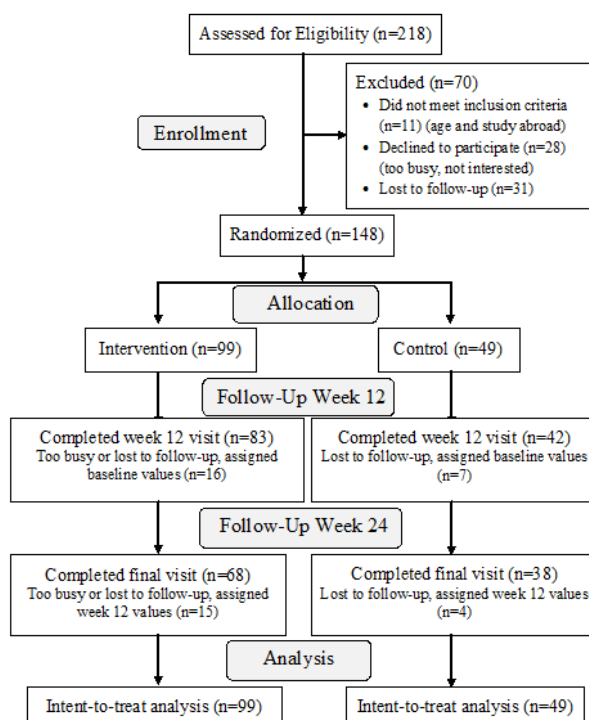 Assessed for Eligibility (n=218)
Excluded (n=70)
• Did not meet inclusion criteria
(n=11) (age and study abroad)
• Declined to participate (n=28)
(too busy, not interested)
• Lost to follow-up (n=31)
Enrollment
Randomized (n=148)
Allocation
Intervention (n=99)
Control (n=49)
Follow-Up Week 12
Completed week 12 visit (n=83)
Too busy or lost to follow-up, assigned
baseline values (n=16)
Completed week 12 visit (n=42)
Lost to follow-up, assigned baseline values
(n=7)
Follow-Up Week 24
Completed final visit (n=68)
Too busy or lost to follow-up, assigned
week 12 values (n=15)
Completed final visit (n=38)
Lost to follow-up, assigned week 12 values
(n=4)
Analysis
Intent-to-treat analysis (n=99)
Intent-to-treat analysis (n=49)